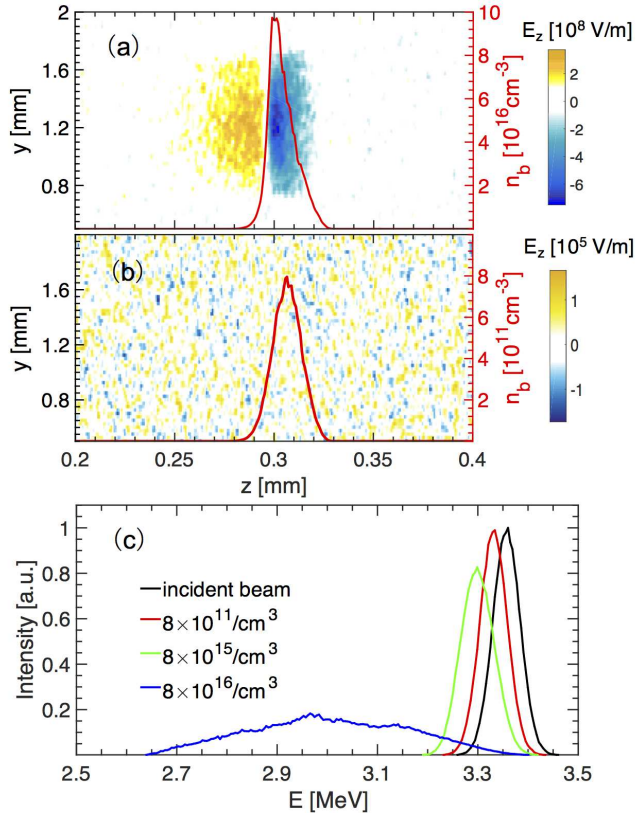 (a)
2
1.6
1.2
0.8
y [mm]
10
8
6
4
2
n_b [10^16 cm^-3]
E_z [10^8 V/m]
2
0
-2
-4
-6
(b)
1.6
1.2
0.8
y [mm]
8
6
4
2
n_b [10^11 cm^-3]
E_z [10^5 V/m]
1
0
-1
0.2 0.25 0.3 0.35 0.4
z [mm]
(c)
1
0.8
0.6
0.4
0.2
Intensity [a.u.]
incident beam
8×10^11/cm^3
8×10^15/cm^3
8×10^16/cm^3
2.5 2.7 2.9 3.1 3.3 3.5
E [MeV]